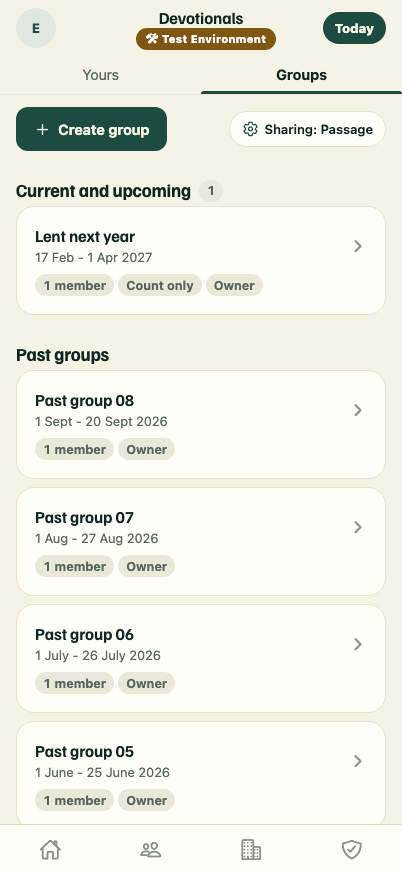 E
Devotionals
🛠 Test Environment
Today
Yours
Groups
+ Create group
Sharing: Passage
Current and upcoming 1
Lent next year
17 Feb - 1 Apr 2027
1 member Count only Owner
Past groups
Past group 08
1 Sept - 20 Sept 2026
1 member Owner
Past group 07
1 Aug - 27 Aug 2026
1 member Owner
Past group 06
1 July - 26 July 2026
1 member Owner
Past group 05
1 June - 25 June 2026
1 member Owner